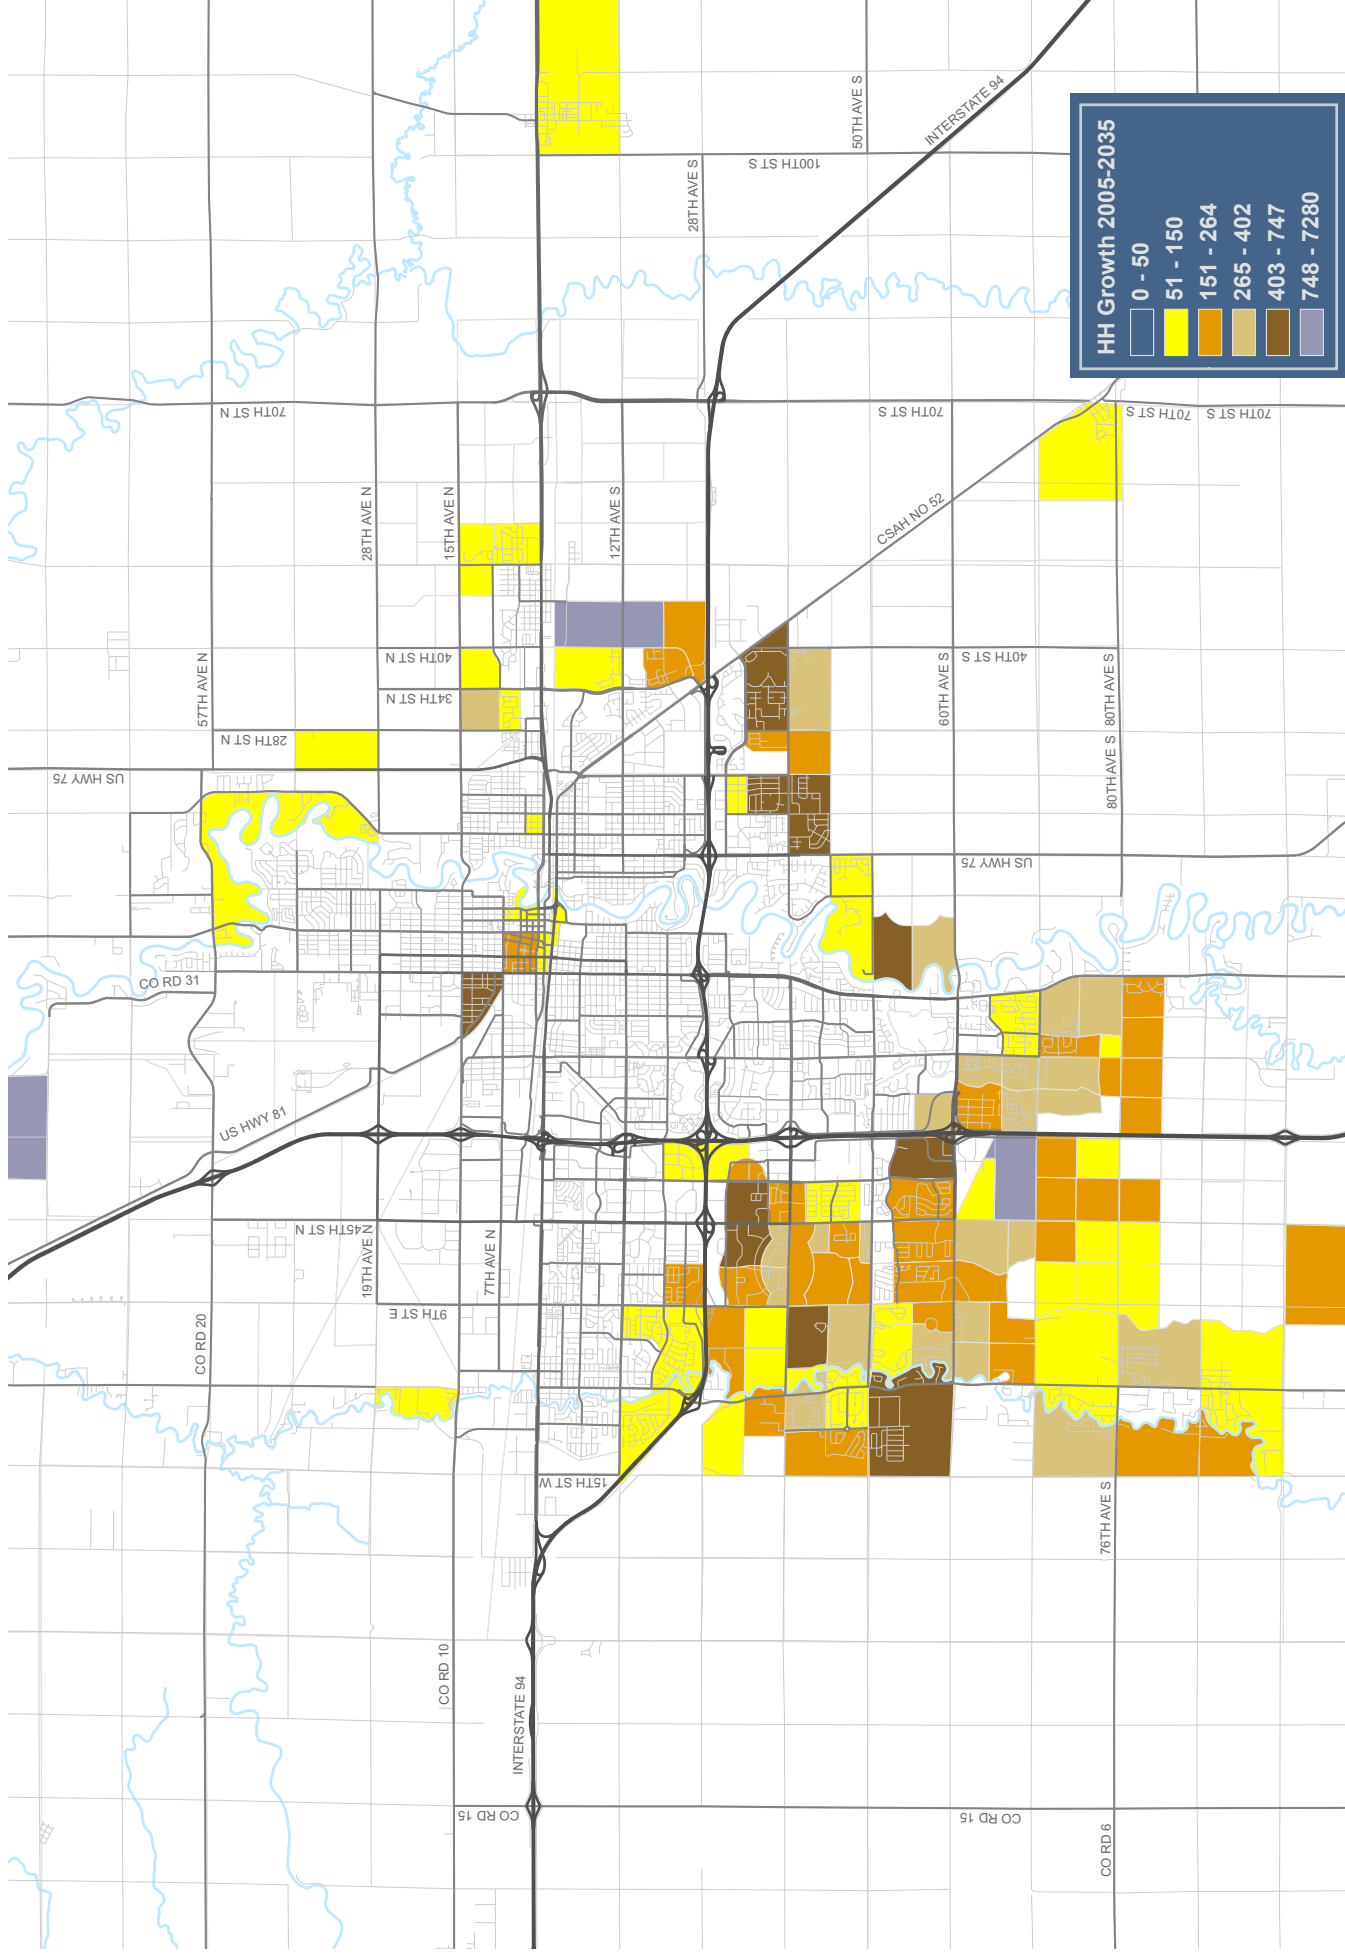 HH Growth 2005-2035
0 - 50
51 - 150
151 - 264
265 - 402
403 - 747
748 - 7280
INTERSTATE 94
50TH AVE S
100TH ST S
28TH AVE S
70TH ST N
70TH ST S
70TH ST S
70TH ST S
28TH AVE N
15TH AVE N
12TH AVE S
CSAH NO 52
57TH AVE N
40TH ST N
34TH ST N
28TH ST N
US HWY 75
60TH AVE S
40TH ST S
80TH AVE S
80TH AVE S
US HWY 75
CO RD 31
US HWY 81
N45TH ST N
19TH AVE N
7TH AVE N
9TH ST E
CO RD 20
15TH ST W
76TH AVE S
CO RD 10
INTERSTATE 94
CO RD 15
CO RD 15
CO RD 6